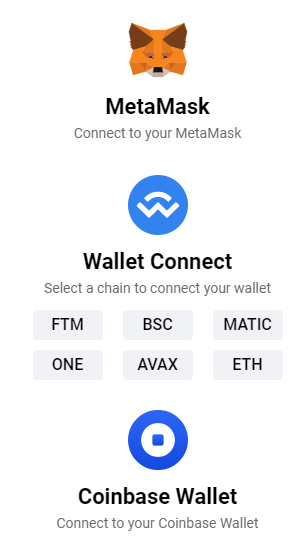 MetaMask
Connect to your MetaMask
Wallet Connect
Select a chain to connect your wallet
FTM BSC MATIC
ONE AVAX ETH
Coinbase Wallet
Connect to your Coinbase Wallet